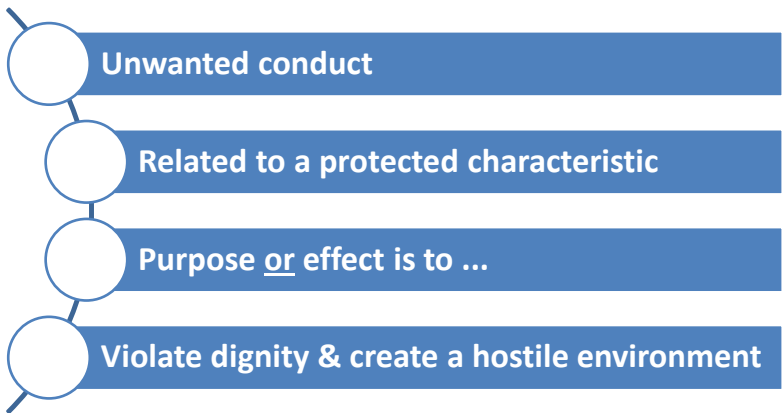 Unwanted conduct
Related to a protected characteristic
Purpose or effect is to ...
Violate dignity & create a hostile environment